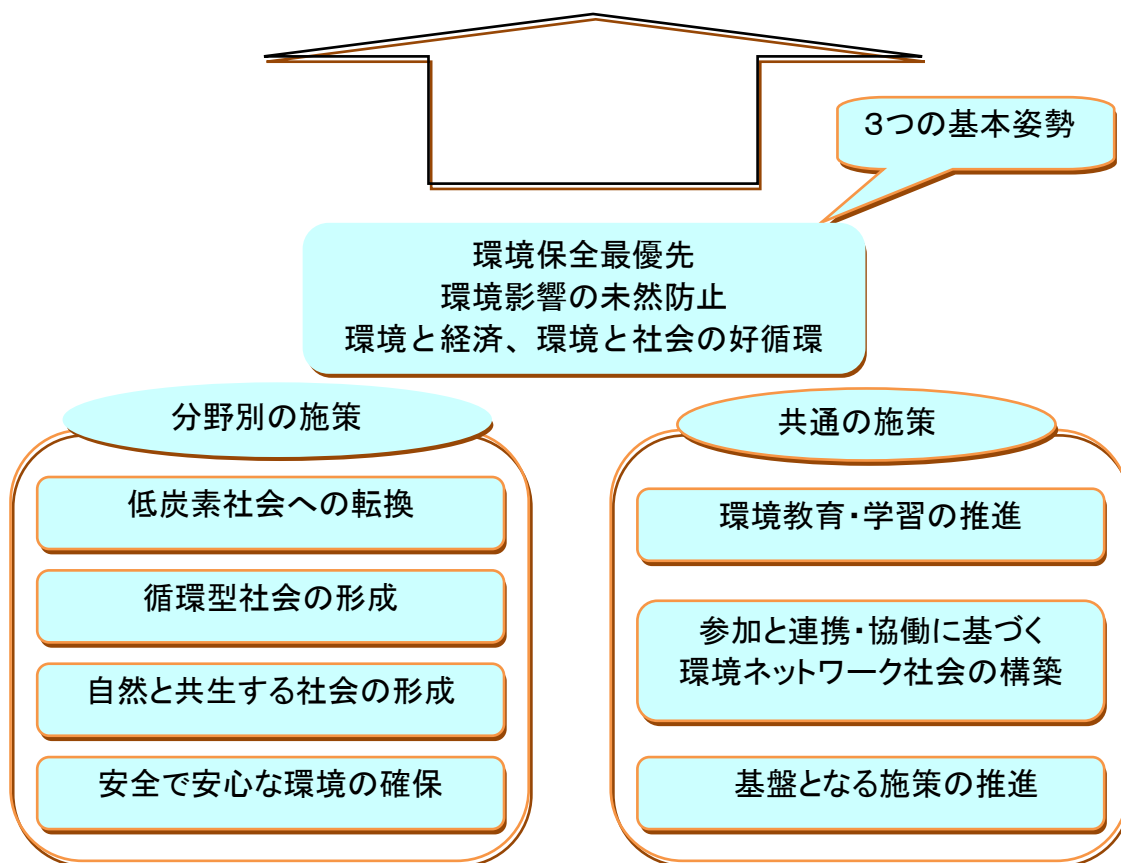 3つの基本姿勢
環境保全最優先
環境影響の未然防止
環境と経済、環境と社会の好循環
分野別の施策
低炭素社会への転換
循環型社会の形成
自然と共生する社会の形成
安全で安心な環境の確保
共通の施策
環境教育・学習の推進
参加と連携・協働に基づく
環境ネットワーク社会の構築
基盤となる施策の推進